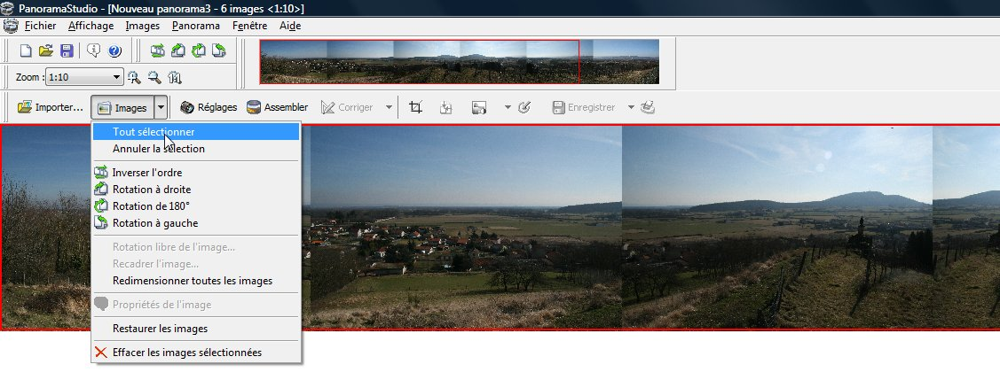 PanoramaStudio - [Nouveau panorama3 - 6 images <1:10>]
Fichier Affichage Images Panorama Fenêtre Aide
Zoom : 1:10
Importer... Images Réglages Assembler Corriger Enregistrer
Tout sélectionner
Annuler la sélection
Inverser l'ordre
Rotation à droite
Rotation de 180°
Rotation à gauche
Rotation libre de l'image...
Recadrer l'image...
Redimensionner toutes les images
Propriétés de l'image
Restaurer les images
Effacer les images sélectionnées